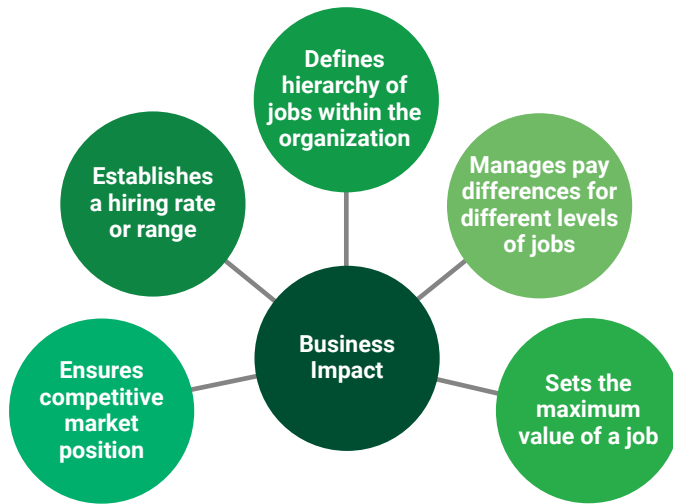 Defines
hierarchy of
jobs within the
organization
Establishes
a hiring rate
or range
Manages pay
differences for
different levels
of jobs
Business
Impact
Ensures
competitive
market
position
Sets the
maximum
value of a job